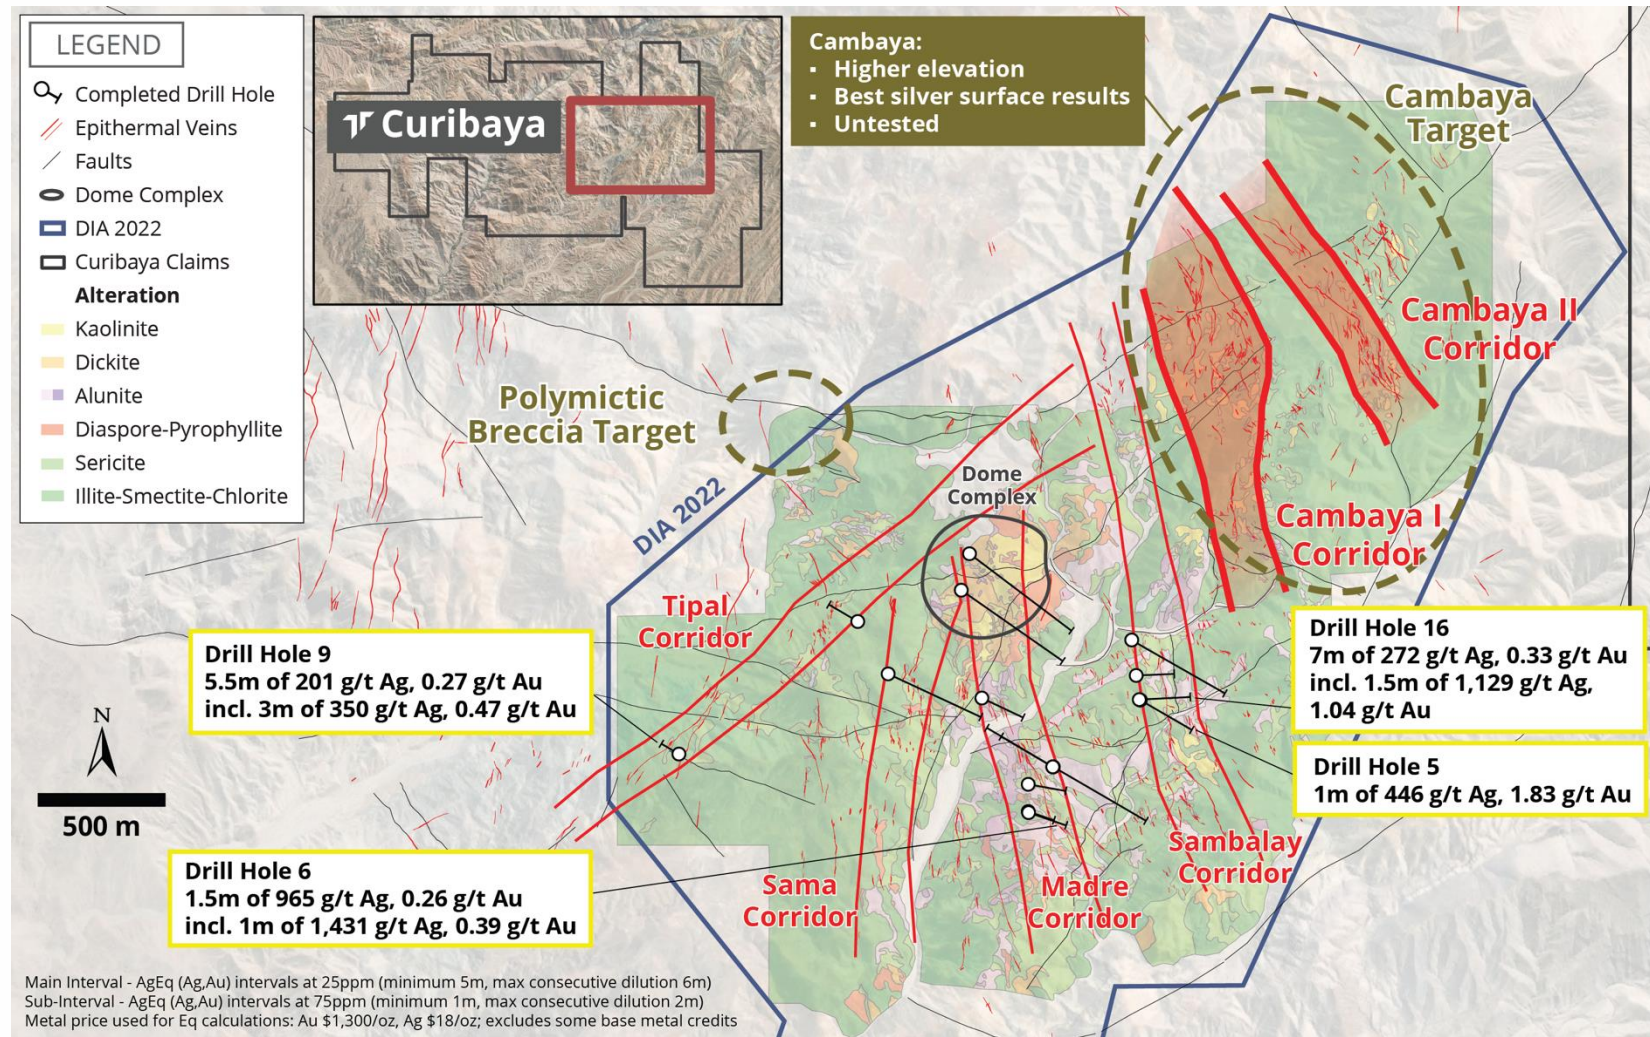 LEGEND
Completed Drill Hole
Epithermal Veins
Faults
Dome Complex
DIA 2022
Curibaya Claims
Alteration
Kaolinite
Dickite
Alunite
Diaspore-Pyrophyllite
Sericite
Illite-Smectite-Chlorite
Curibaya
Cambaya:
▪ Higher elevation
▪ Best silver surface results
▪ Untested
Cambaya
Target
Cambaya II
Corridor
Polymictic
Breccia Target
DIA 2022
Dome
Complex
Cambaya I
Corridor
Tipal
Corridor
Drill Hole 9
5.5m of 201 g/t Ag, 0.27 g/t Au
incl. 3m of 350 g/t Ag, 0.47 g/t Au
Drill Hole 16
7m of 272 g/t Ag, 0.33 g/t Au
incl. 1.5m of 1,129 g/t Ag,
1.04 g/t Au
Drill Hole 5
1m of 446 g/t Ag, 1.83 g/t Au
N
500 m
Drill Hole 6
1.5m of 965 g/t Ag, 0.26 g/t Au
incl. 1m of 1,431 g/t Ag, 0.39 g/t Au
Sama
Corridor
Madre
Corridor
Sambalay
Corridor
Main Interval - AgEq (Ag,Au) intervals at 25ppm (minimum 5m, max consecutive dilution 6m)
Sub-Interval - AgEq (Ag,Au) intervals at 75ppm (minimum 1m, max consecutive dilution 2m)
Metal price used for Eq calculations: Au $1,300/oz, Ag $18/oz; excludes some base metal credits